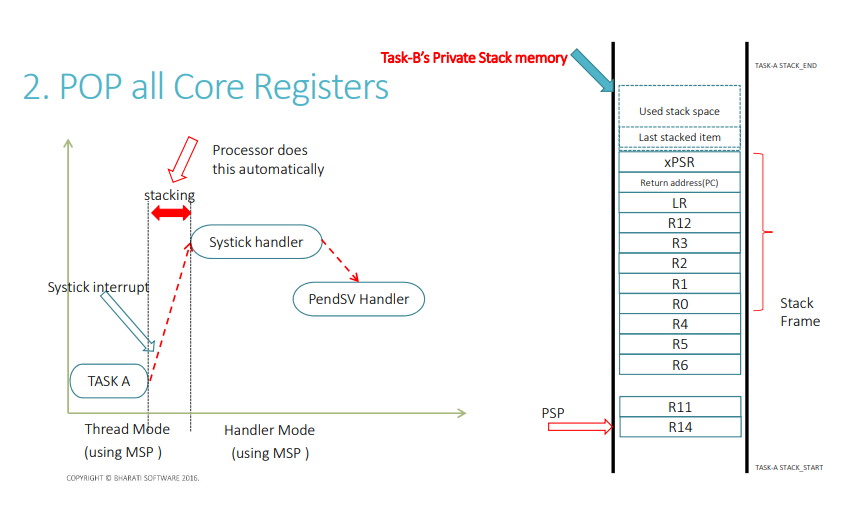 Task-B's Private Stack memory
TASK-A STACK_END
2. POP all Core Registers
Used stack space
Last stacked item
Processor does
this automatically
stacking
xPSR
Return address(PC)
LR
R12
R3
R2
R1
R0
R4
R5
R6
R11
R14
Stack
Frame
Systick handler
Systick interrupt
PendSV Handler
TASK A
PSP
Thread Mode
(using MSP )
Handler Mode
(using MSP )
TASK-A STACK_START
COPYRIGHT © BHARATI SOFTWARE 2016.